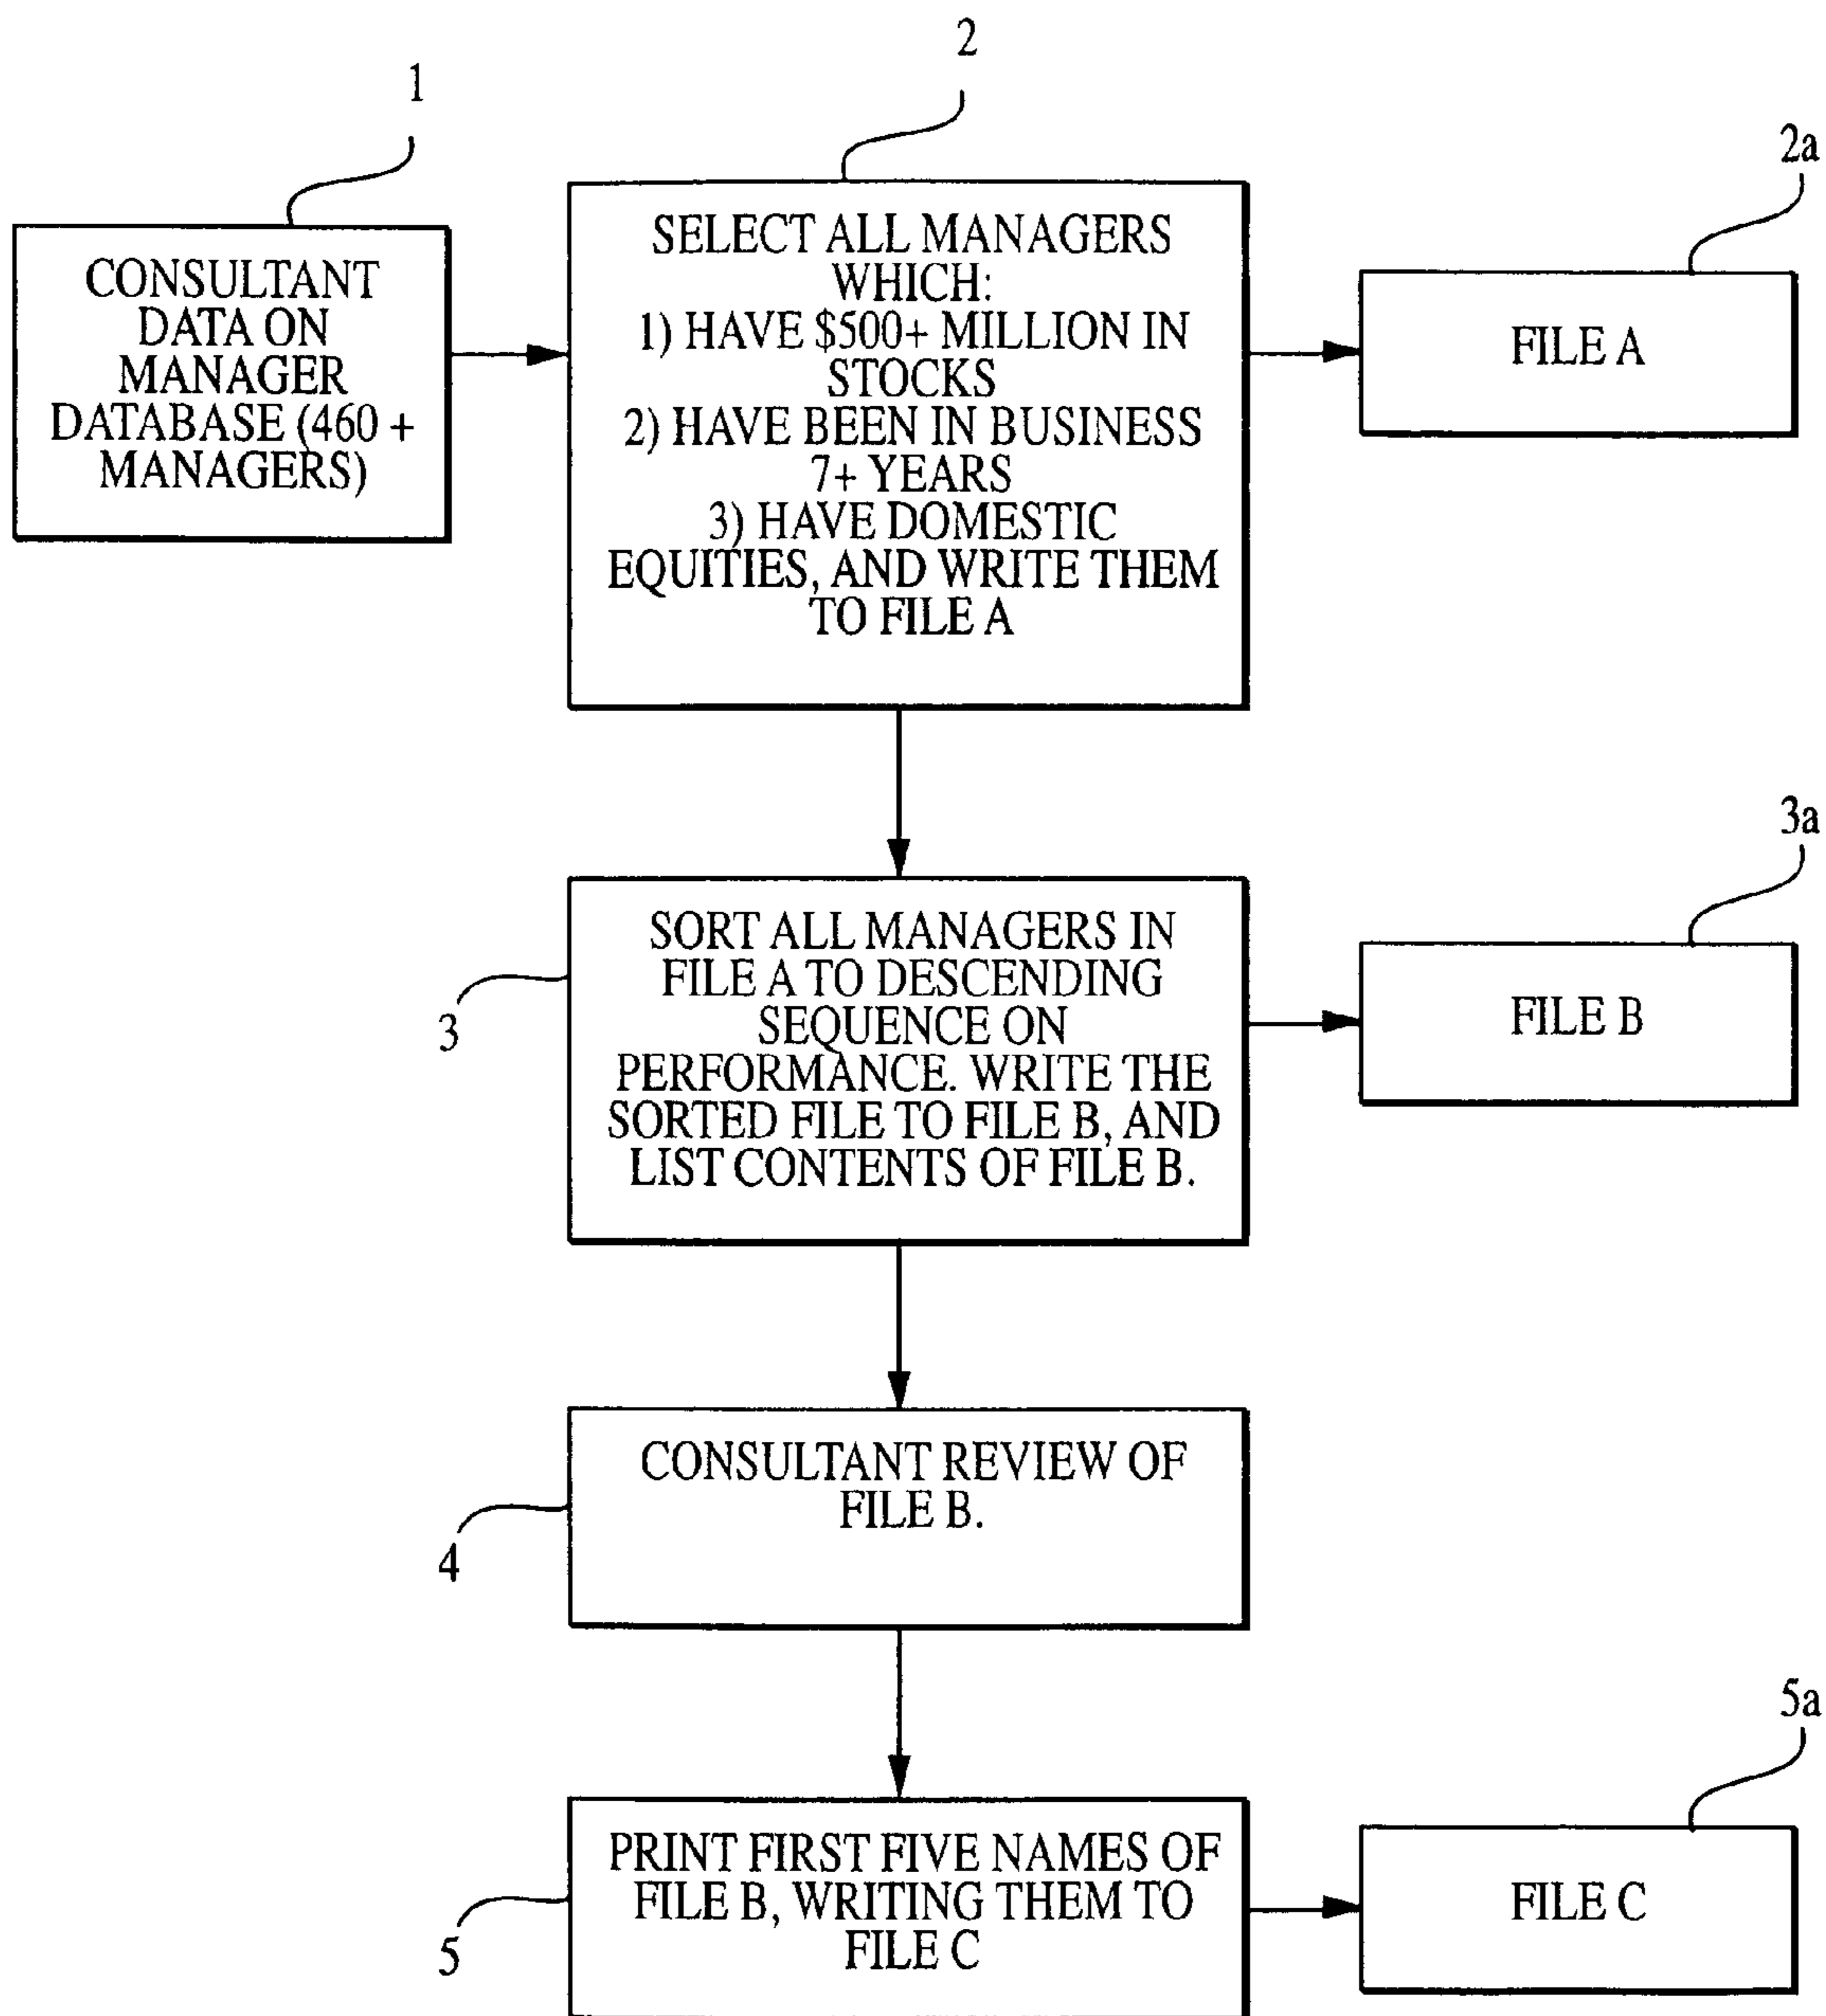 1
2
2a
CONSULTANT
DATA ON
MANAGER
DATABASE (460 +
MANAGERS)
SELECT ALL MANAGERS
WHICH:
1) HAVE $500+ MILLION IN
STOCKS
2) HAVE BEEN IN BUSINESS
7+ YEARS
3) HAVE DOMESTIC
EQUITIES, AND WRITE THEM
TO FILE A
FILE A
3
SORT ALL MANAGERS IN
FILE A TO DESCENDING
SEQUENCE ON
PERFORMANCE. WRITE THE
SORTED FILE TO FILE B, AND
LIST CONTENTS OF FILE B.
3a
FILE B
4
CONSULTANT REVIEW OF
FILE B.
5
PRINT FIRST FIVE NAMES OF
FILE B, WRITING THEM TO
FILE C
5a
FILE C